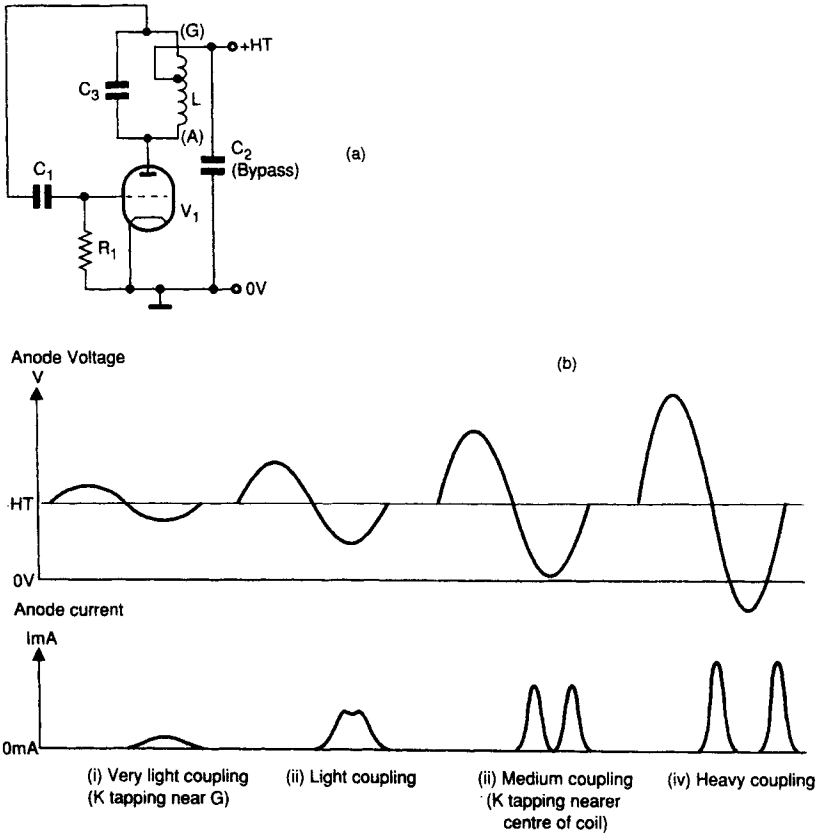 (G)
+HT
C3
L
(A)
C2
(Bypass)
(a)
C1
V1
R1
0V
Anode Voltage
V
(b)
HT
0V
Anode current
ImA
0mA
(i) Very light coupling
(K tapping near G)
(ii) Light coupling
(ii) Medium coupling
(K tapping nearer
centre of coil)
(iv) Heavy coupling